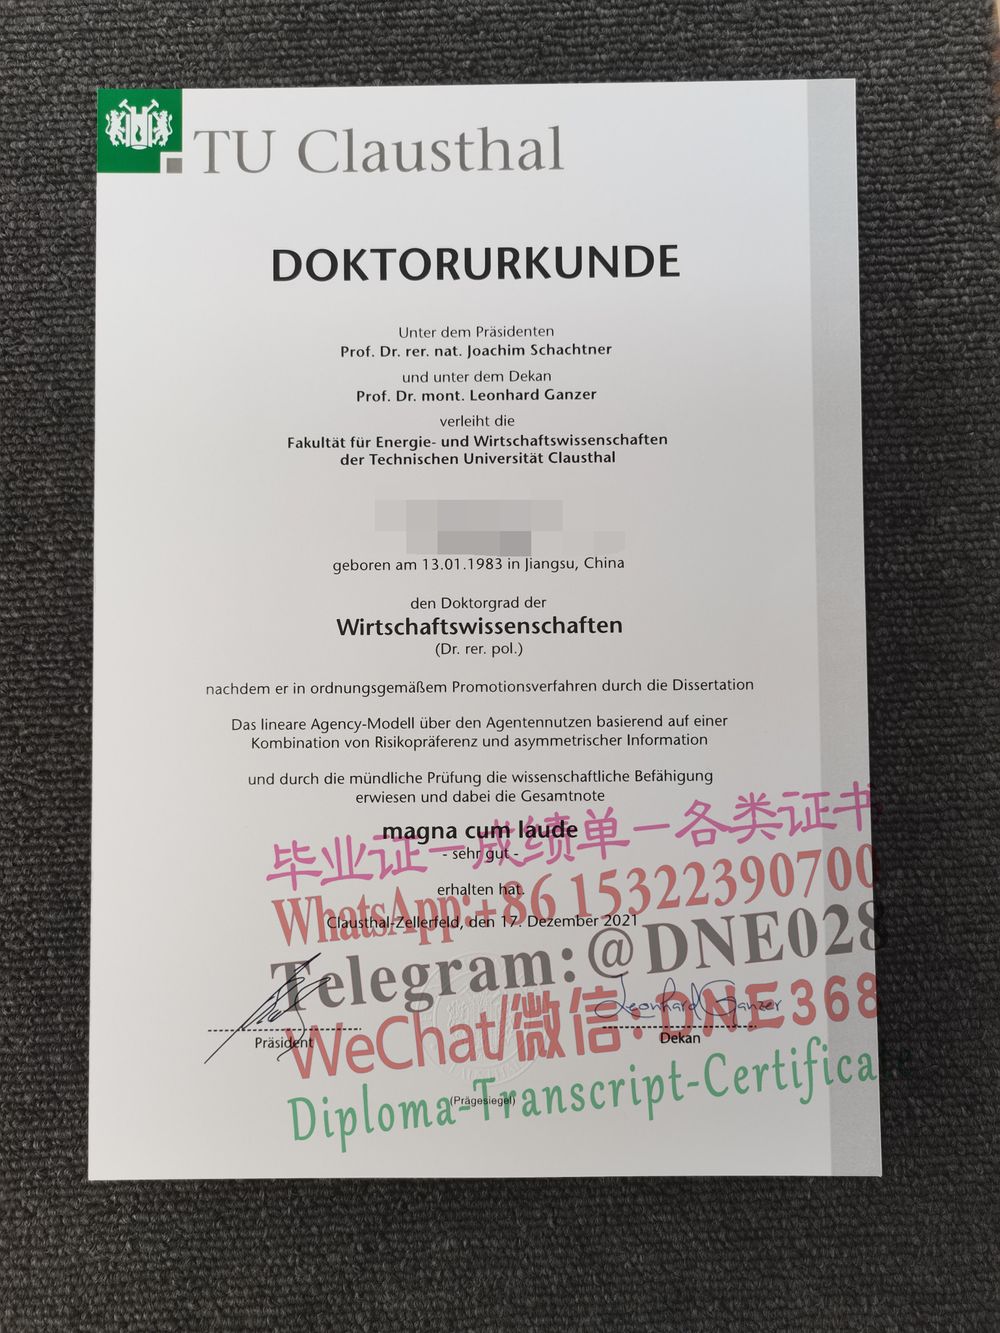 TU Clausthal
DOKTORURKUNDE
Unter dem Präsidenten
Prof. Dr. rer. nat. Joachim Schachtner
und unter dem Dekan
Prof. Dr. mont. Leonhard Ganzer
verleiht die
Fakultät für Energie- und Wirtschaftswissenschaften
der Technischen Universität Clausthal
geboren am 13.01.1983 in Jiangsu, China
den Doktorgrad der
Wirtschaftswissenschaften
(Dr. rer. pol.)
nachdem er in ordnungsgemäßem Promotionsverfahren durch die Dissertation
Das lineare Agency-Modell über den Agentennutzen basierend auf einer
Kombination von Risikopräferenz und asymmetrischer Information
und durch die mündliche Prüfung die wissenschaftliche Befähigung
erwiesen und dabei die Gesamtnote
magna cum laude
- sehr gut -
毕业证一成绩单一各类证书
erhalten hat.
WhatsApp:+86 15322390700
Clausthal-Zellerfeld, den 17. Dezember 2021
Telegram:@DNE028
Leonhard Ganzer
WeChat/微信:DNE368
Präsident
Dekan
Diploma-Transcript-Certificate
(Prägesiegel)